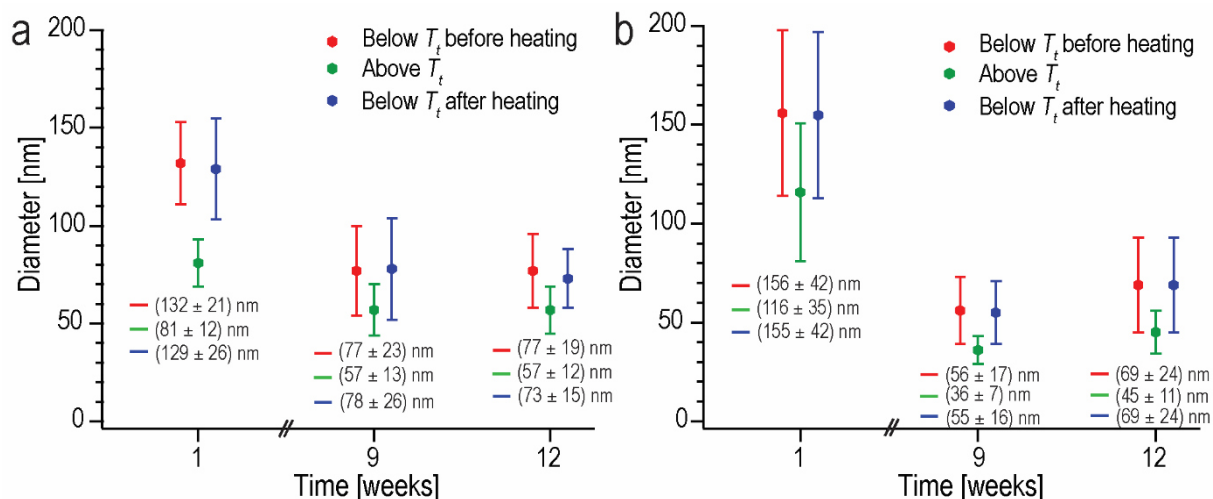 a
200
150
100
50
0
Diameter [nm]
Below Tt before heating
Above Tt
Below Tt after heating
(132 ± 21) nm
(81 ± 12) nm
(129 ± 26) nm
(77 ± 23) nm
(57 ± 13) nm
(78 ± 26) nm
(77 ± 19) nm
(57 ± 12) nm
(73 ± 15) nm
1 9 12
Time [weeks]
b
200
150
100
50
0
Diameter [nm]
Below Tt before heating
Above Tt
Below Tt after heating
(156 ± 42) nm
(116 ± 35) nm
(155 ± 42) nm
(56 ± 17) nm
(36 ± 7) nm
(55 ± 16) nm
(69 ± 24) nm
(45 ± 11) nm
(69 ± 24) nm
1 9 12
Time [weeks]